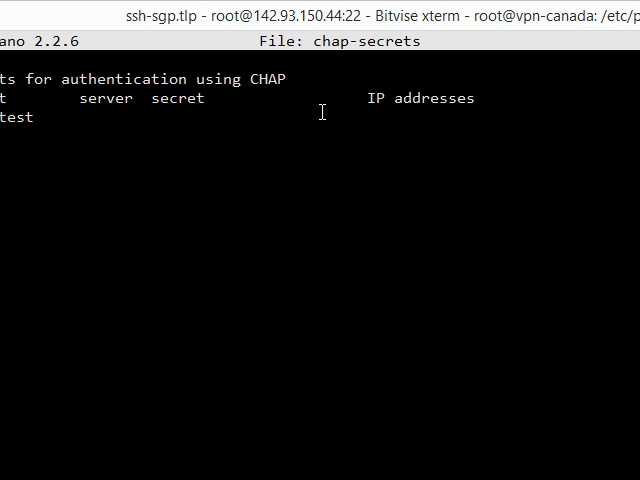 ssh-sgp.tlp - root@142.93.150.44:22 - Bitvise xterm - root@vpn-canada: /etc/p
ano 2.2.6 File: chap-secrets
ts for authentication using CHAP
t server secret IP addresses
test